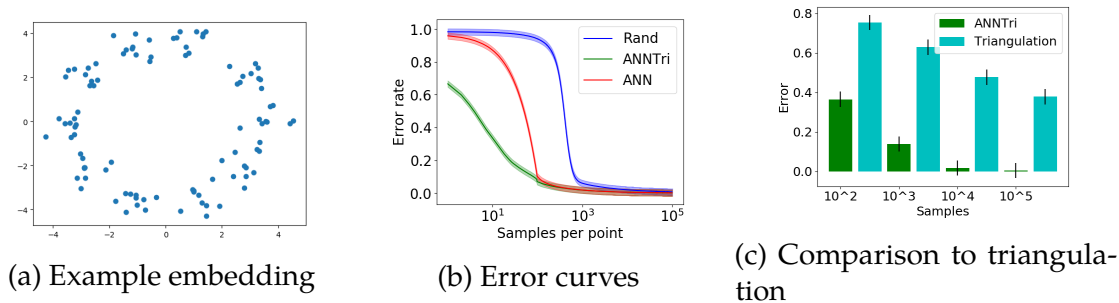 4
2
0
−2
−4
−4 −2 0 2 4
(a) Example embedding
1.0
0.8
0.6
0.4
0.2
0.0
Error rate
Rand
ANNTri
ANN
10^1 10^3 10^5
Samples per point
(b) Error curves
0.8
0.6
0.4
0.2
0.0
Error
ANNTri
Triangulation
10^2 10^3 10^4 10^5
Samples
(c) Comparison to triangula-
tion